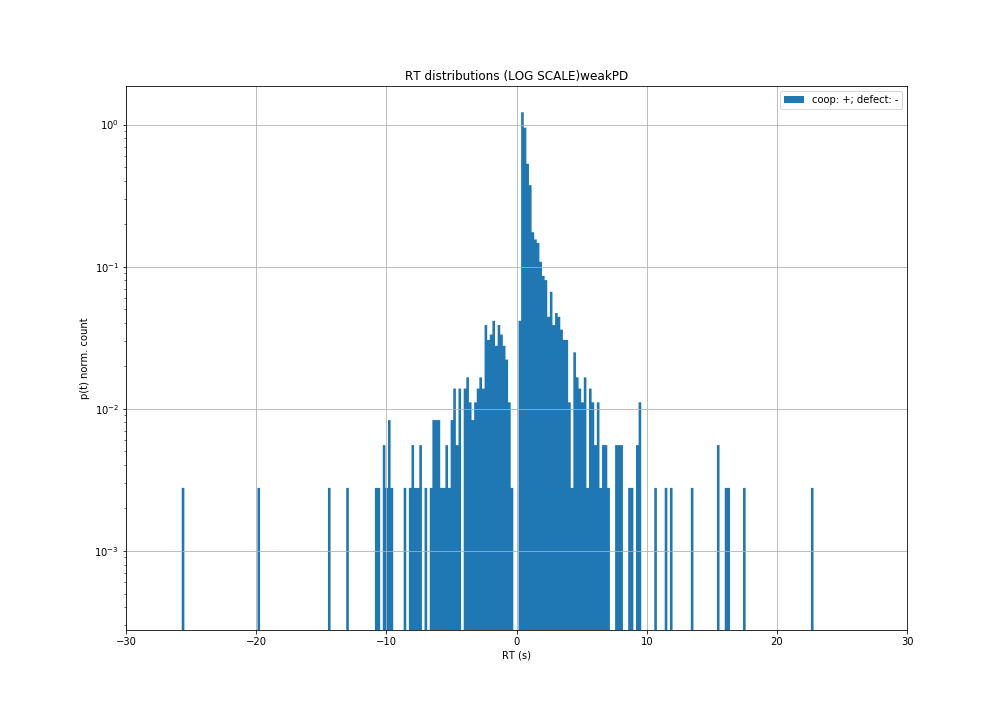 RT distributions (LOG SCALE)weakPD
coop: +; defect: -
10⁰
10⁻¹
10⁻²
10⁻³
p(t) norm. count
−30
−20
−10
0
10
20
30
RT (s)